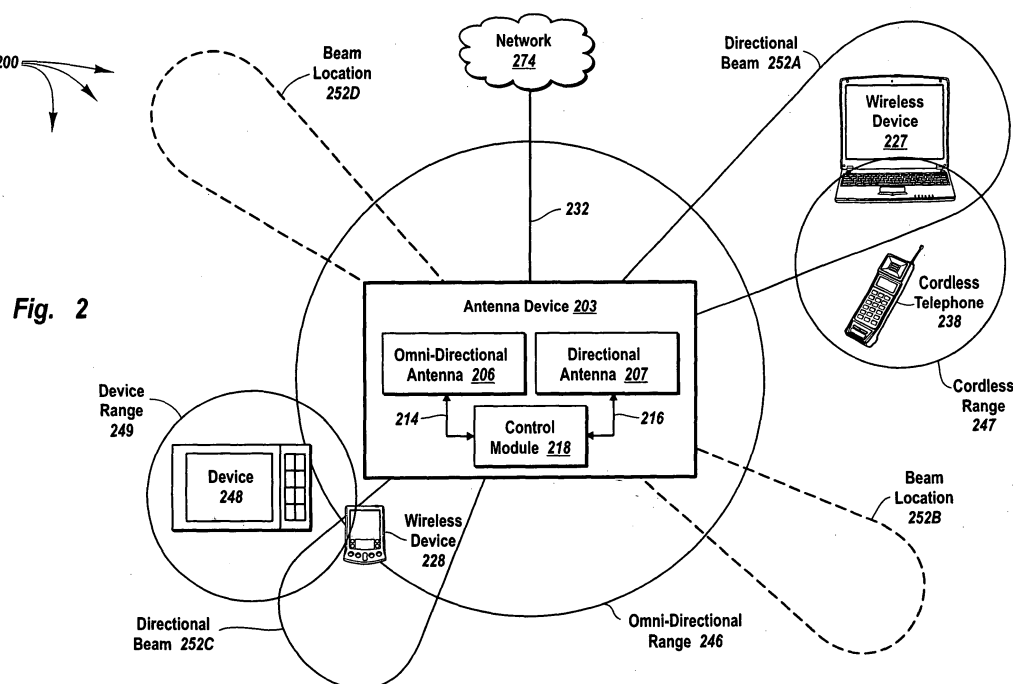 200
Beam
Location
252D
Network
274
Directional
Beam 252A
Wireless
Device
227
232
Fig. 2
Antenna Device 203
Omni-Directional
Antenna 206
Directional
Antenna 207
214
216
Control
Module 218
Cordless
Telephone
238
Cordless
Range
247
Device
Range
249
Device
248
Wireless
Device
228
Beam
Location
252B
Directional
Beam 252C
Omni-Directional
Range 246